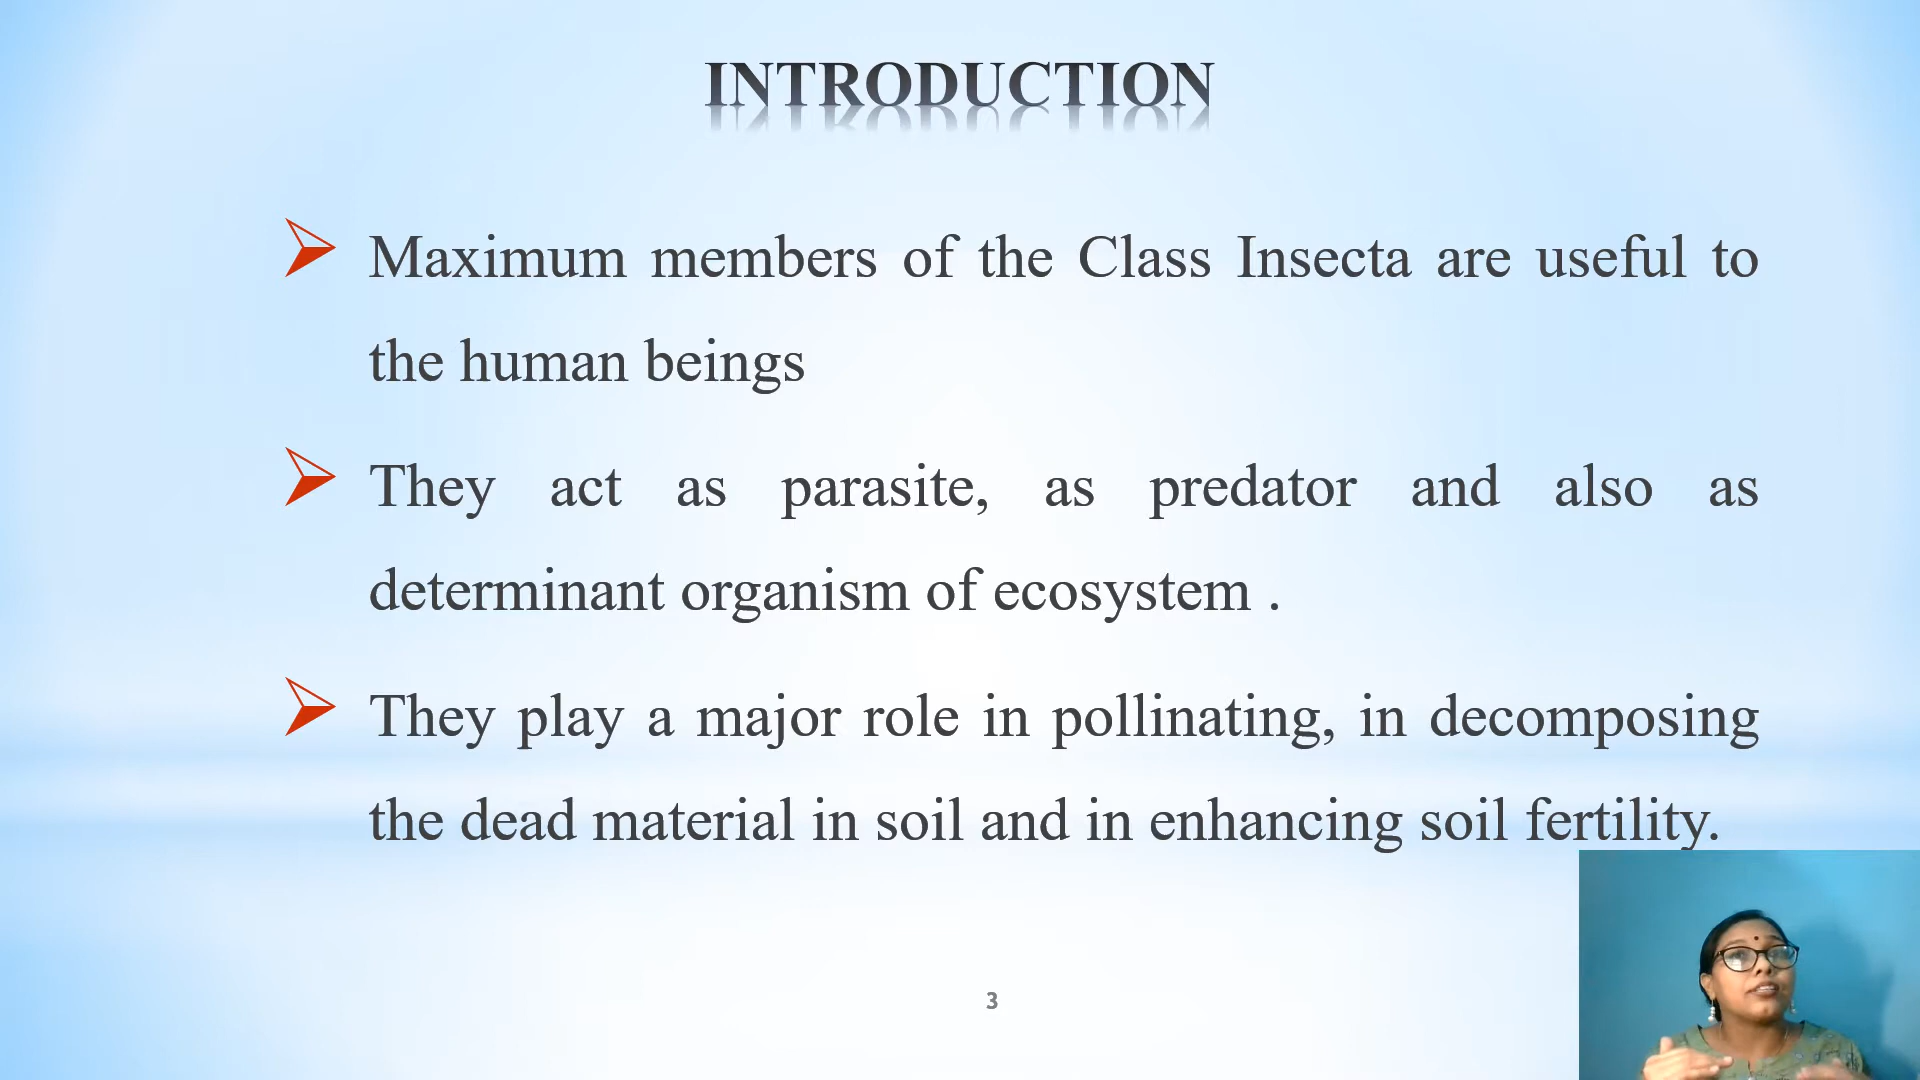 INTRODUCTION
Maximum members of the Class Insecta are useful to
the human beings
They act as parasite, as predator and also as
determinant organism of ecosystem .
They play a major role in pollinating, in decomposing
the dead material in soil and in enhancing soil fertility.
3